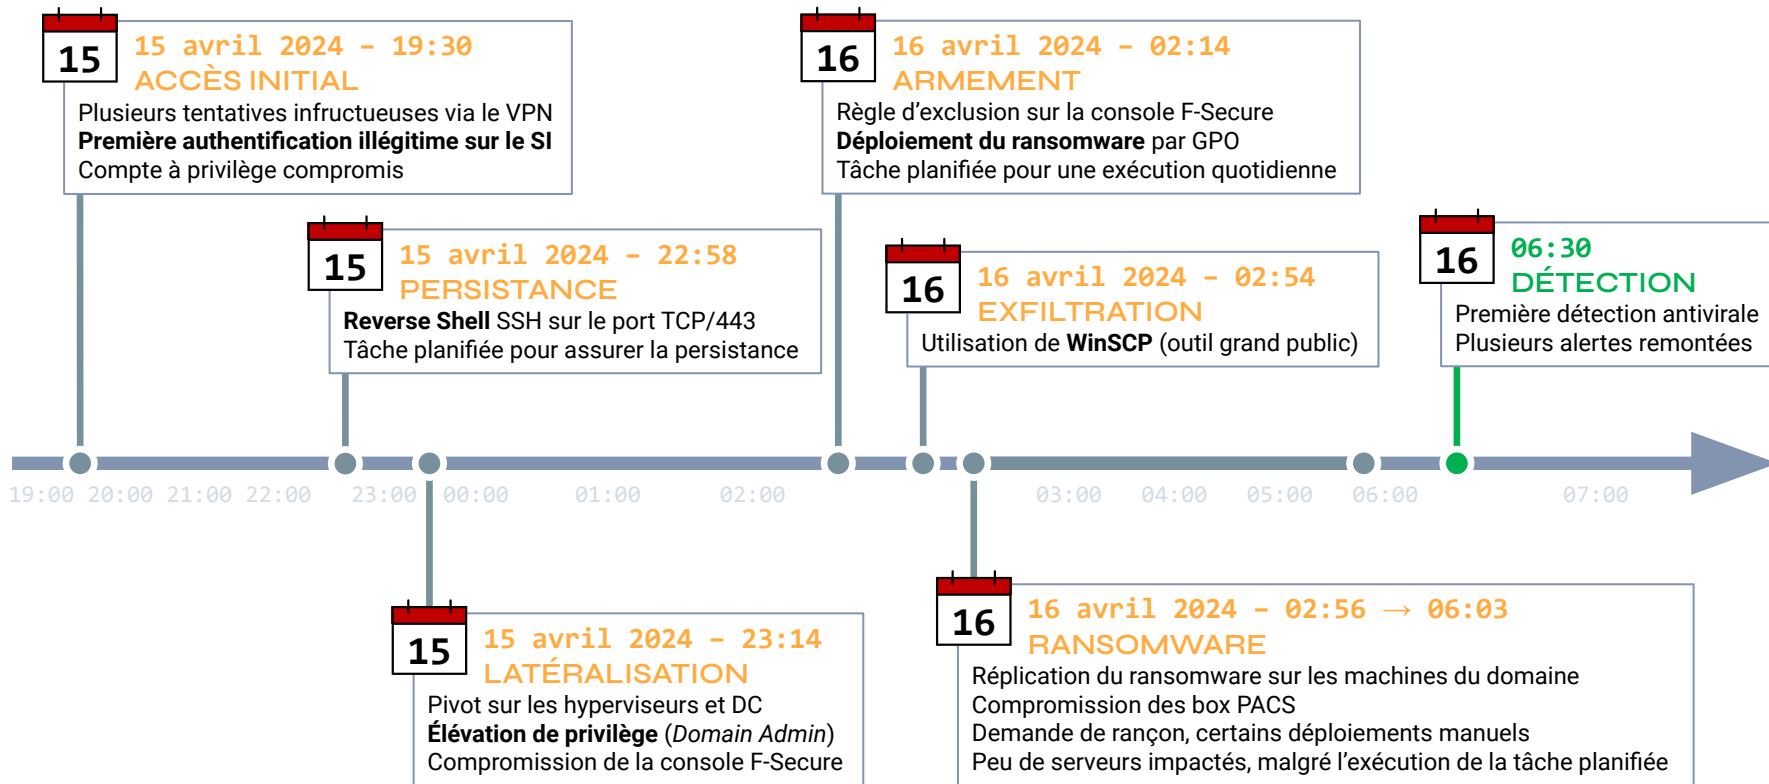 15
15 avril 2024 – 19:30
ACCÈS INITIAL
Plusieurs tentatives infructueuses via le VPN
Première authentification illégitime sur le SI
Compte à privilège compromis
16
16 avril 2024 – 02:14
ARMEMENT
Règle d’exclusion sur la console F-Secure
Déploiement du ransomware par GPO
Tâche planifiée pour une exécution quotidienne
15
15 avril 2024 – 22:58
PERSISTANCE
Reverse Shell SSH sur le port TCP/443
Tâche planifiée pour assurer la persistance
16
16 avril 2024 – 02:54
EXFILTRATION
Utilisation de WinSCP (outil grand public)
16
06:30
DÉTECTION
Première détection antivirale
Plusieurs alertes remontées
19:00 20:00 21:00 22:00 23:00 00:00 01:00 02:00 03:00 04:00 05:00 06:00 07:00
15
15 avril 2024 – 23:14
LATÉRALISATION
Pivot sur les hyperviseurs et DC
Élévation de privilège (Domain Admin)
Compromission de la console F-Secure
16
16 avril 2024 – 02:56 → 06:03
RANSOMWARE
Réplication du ransomware sur les machines du domaine
Compromission des box PACS
Demande de rançon, certains déploiements manuels
Peu de serveurs impactés, malgré l’exécution de la tâche planifiée